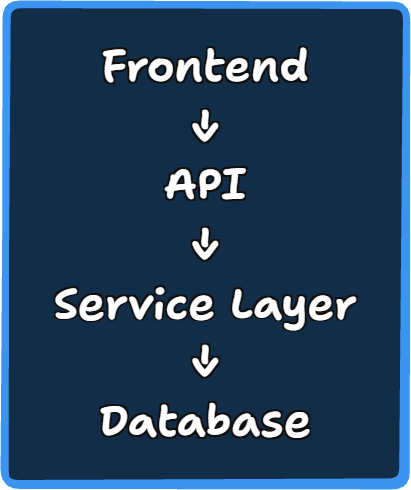 Frontend
↓
API
↓
Service Layer
↓
Database